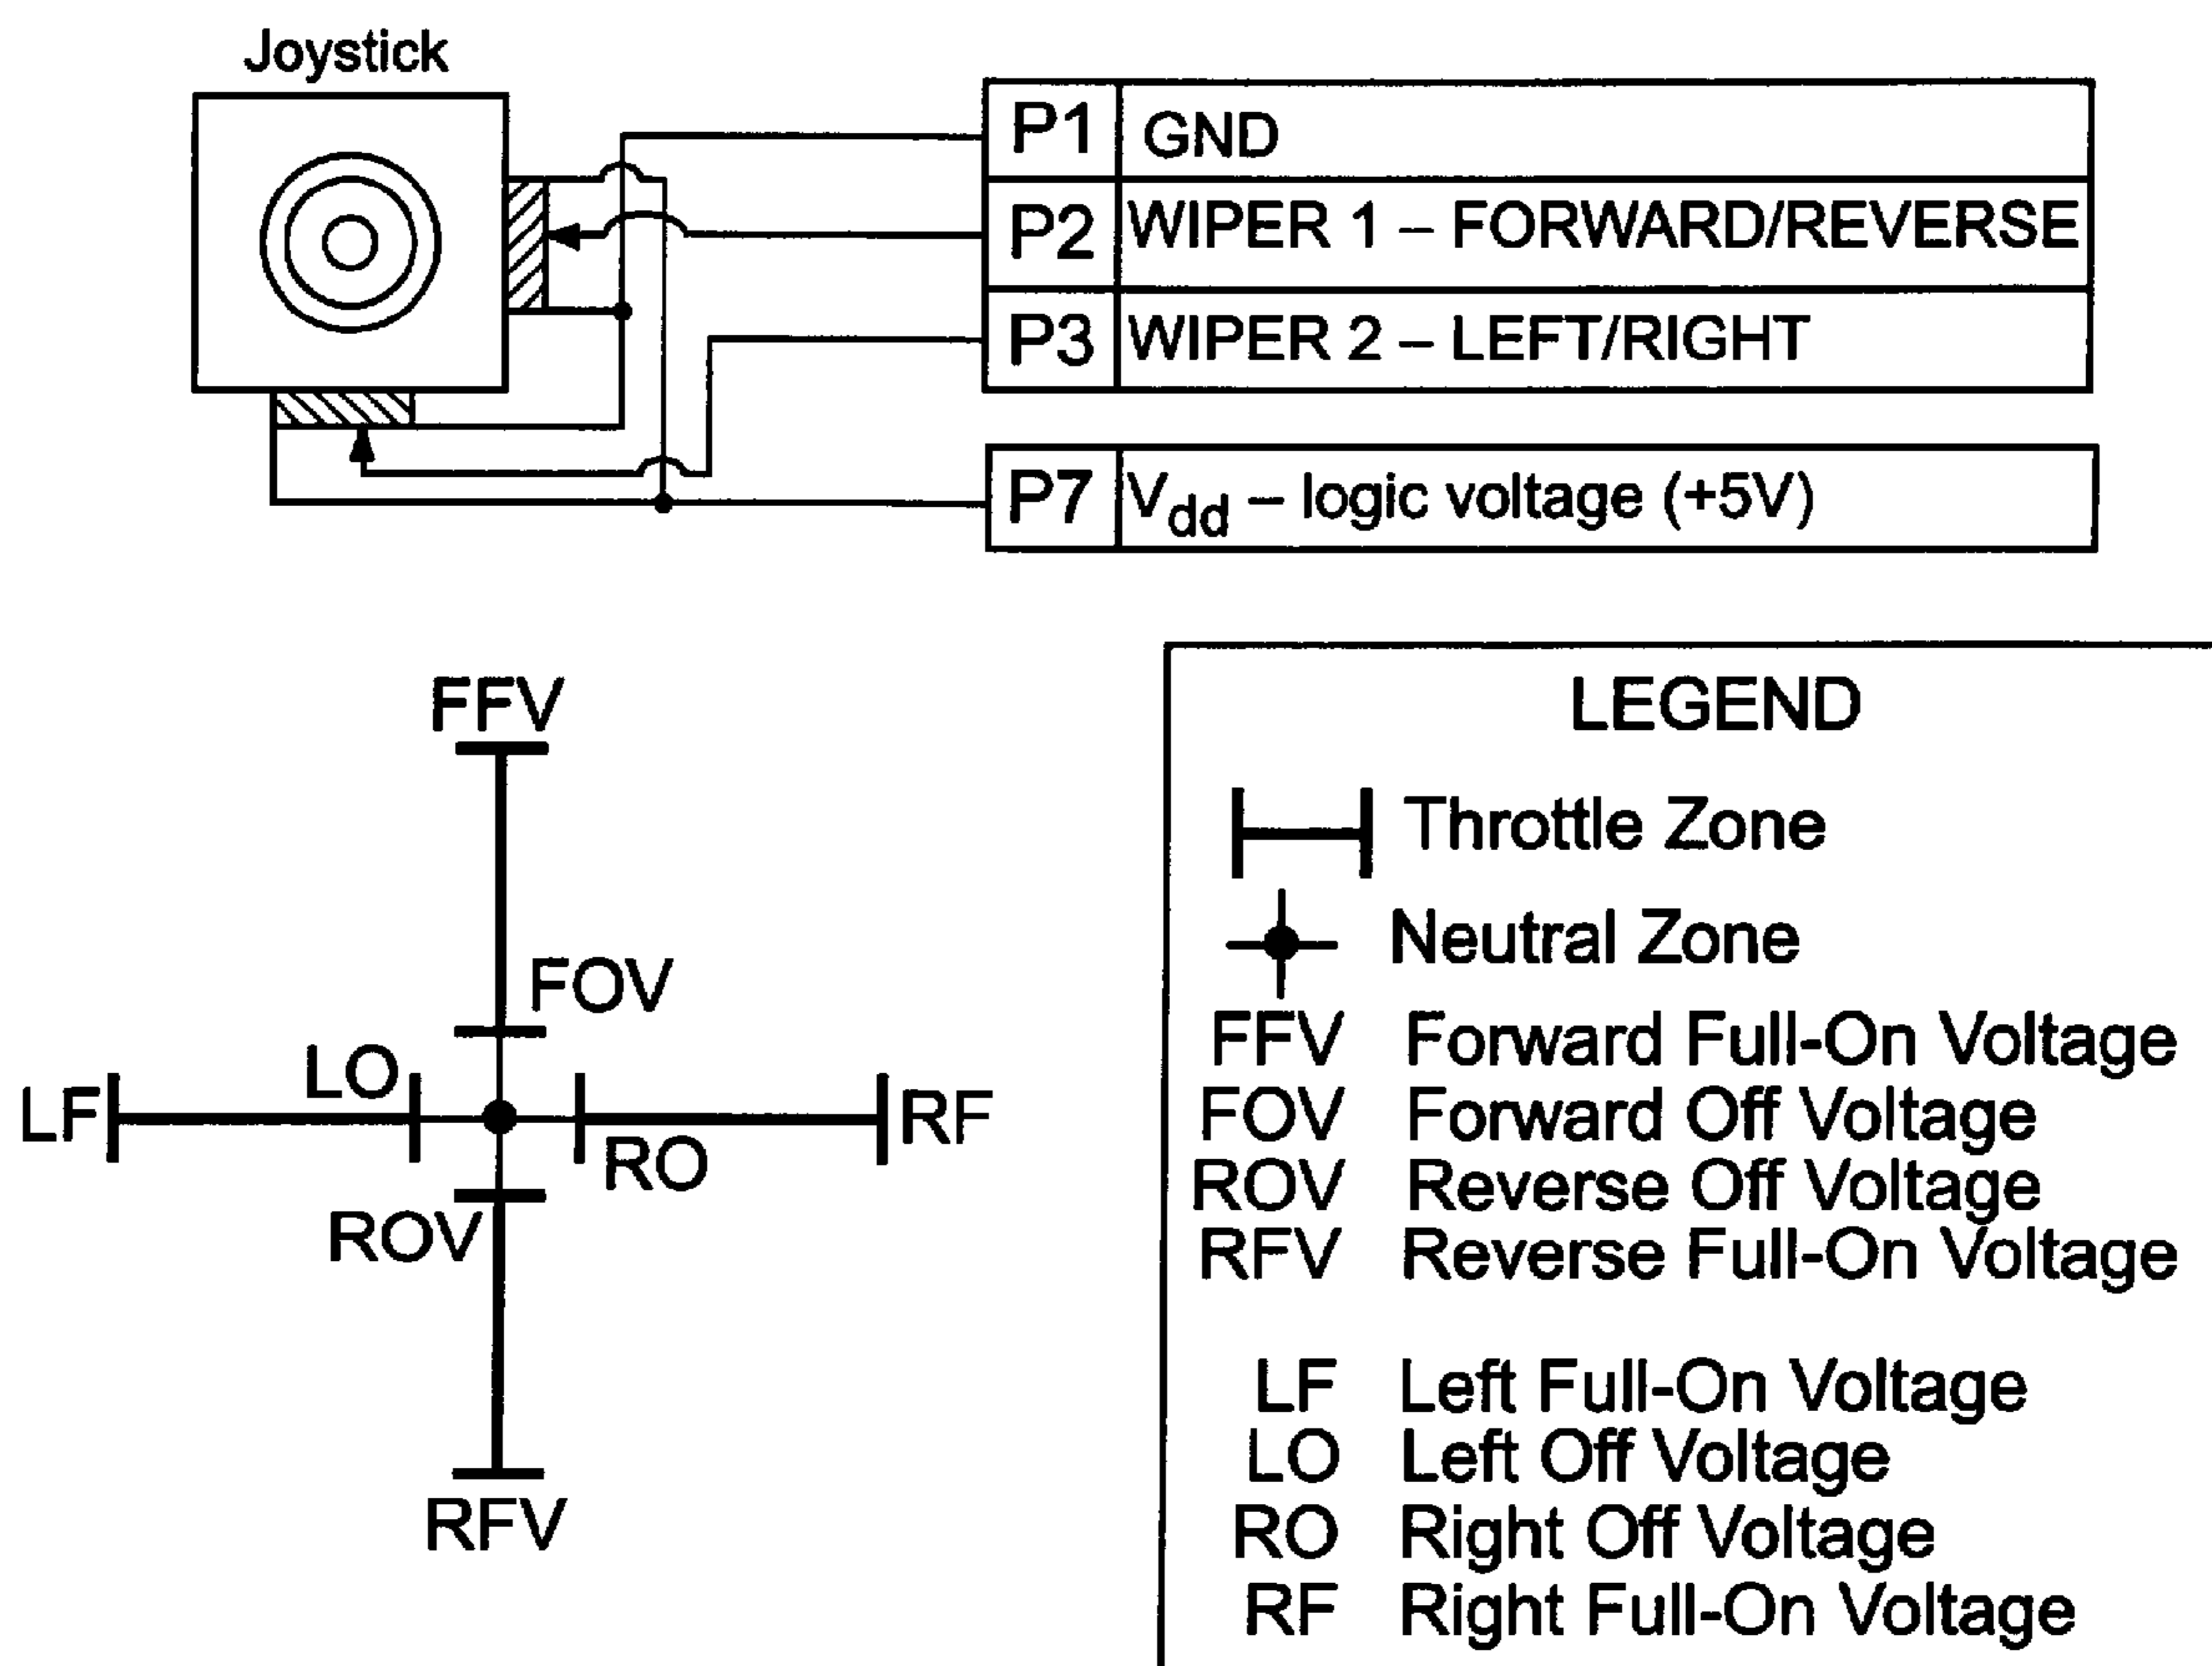 Joystick
P1 GND
P2 WIPER 1 – FORWARD/REVERSE
P3 WIPER 2 – LEFT/RIGHT
P7 Vdd – logic voltage (+5V)
FFV
FOV
LO
LF
RF
RO
ROV
RFV
LEGEND
Throttle Zone
Neutral Zone
FFV Forward Full-On Voltage
FOV Forward Off Voltage
ROV Reverse Off Voltage
RFV Reverse Full-On Voltage
LF Left Full-On Voltage
LO Left Off Voltage
RO Right Off Voltage
RF Right Full-On Voltage